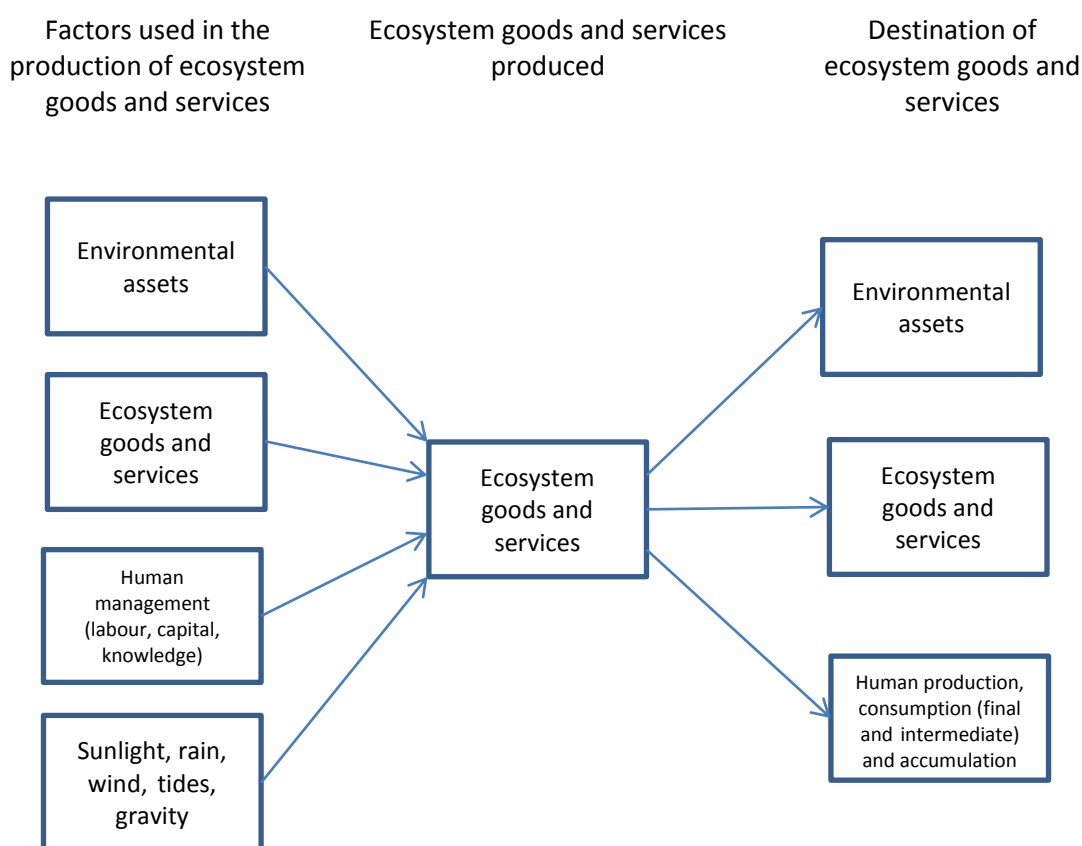 Factors used in the
production of ecosystem
goods and services
Ecosystem goods and services
produced
Destination of
ecosystem goods and
services
Environmental
assets
Ecosystem
goods and
services
Human
management
(labour, capital,
knowledge)
Sunlight, rain,
wind, tides,
gravity
Ecosystem
goods and
services
Environmental
assets
Ecosystem
goods and
services
Human production,
consumption (final
and intermediate)
and accumulation